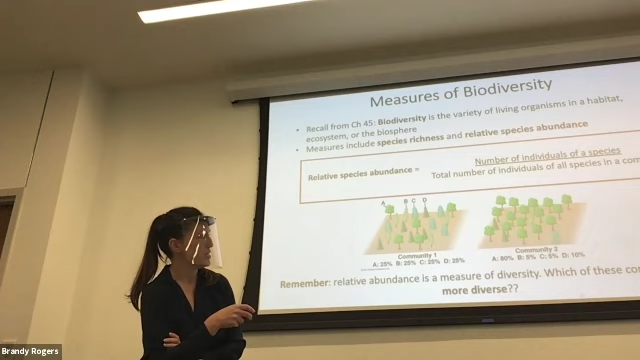 Measures of Biodiversity
• Recall from Ch 45: Biodiversity is the variety of living organisms in a habitat,
ecosystem, or the biosphere
• Measures include species richness and relative species abundance
Relative species abundance =
Number of individuals of a species
Total number of individuals of all species in a
A B C D
Community 1
A: 25% B: 25% C: 25% D: 25%
Community 2
A: 80% B: 5% C: 5% D: 10%
Remember: relative abundance is a measure of diversity. Which of these
more diverse??
Brandy Rogers